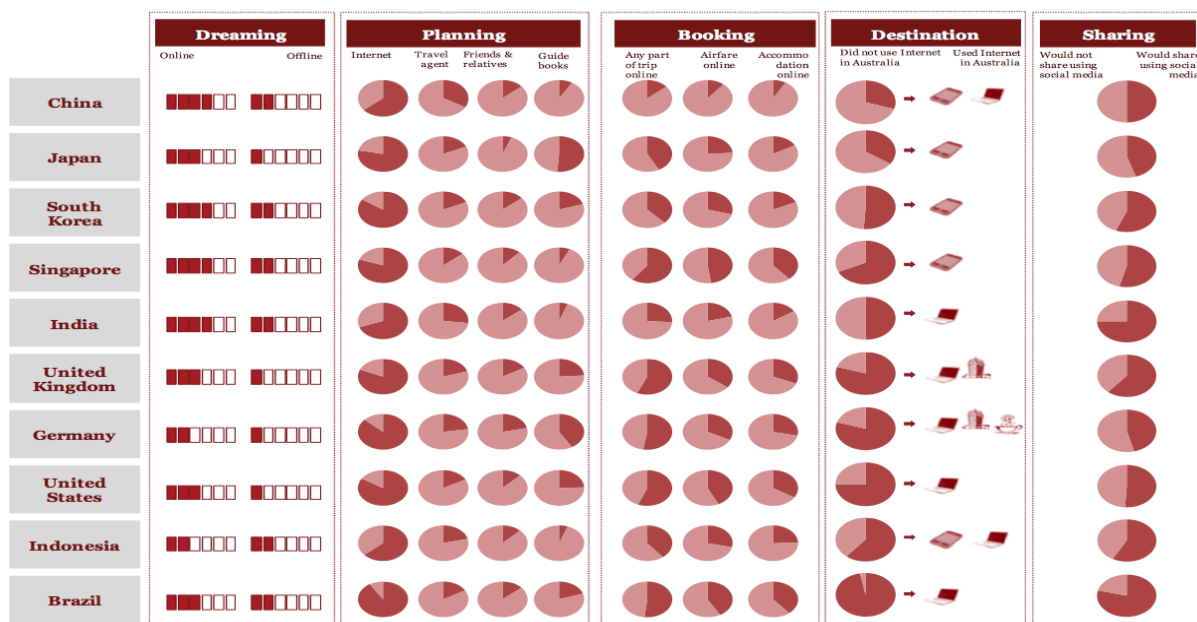 Dreaming
Planning
Booking
Destination
Sharing
Online
Offline
Internet
Travel
agent
Friends &
relatives
Guide
books
Any part
of trip
online
Airfare
online
Accommo
dation
online
Did not use Internet
in Australia
Used Internet
in Australia
Would not
share using
social media
Would share
using social
media
China
Japan
South
Korea
Singapore
India
United
Kingdom
Germany
United
States
Indonesia
Brazil